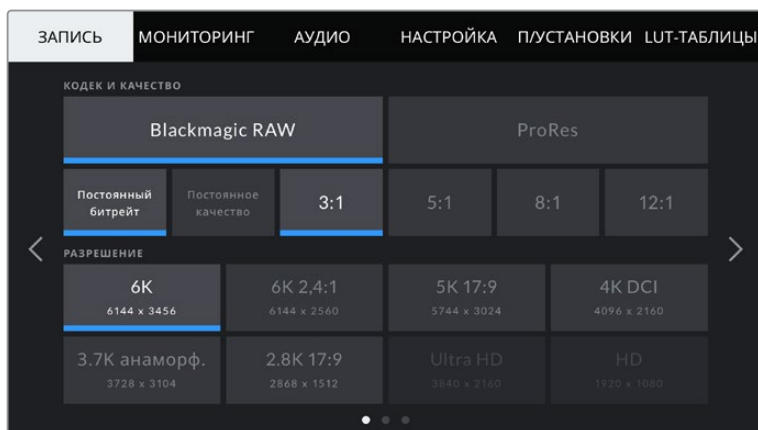 ЗАПИСЬ МОНИТОРИНГ АУДИО НАСТРОЙКА П/УСТАНОВКИ LUT-ТАБЛИЦЫ
КОДЕК И КАЧЕСТВО
Blackmagic RAW ProRes
Постоянный битрейт Постоянное качество 3:1 5:1 8:1 12:1
РАЗРЕШЕНИЕ
6K 6K 2,4:1 5K 17:9 4K DCI
6144 x 3456 6144 x 2560 5744 x 3024 4096 x 2160
3.7K анаморф. 2.8K 17:9 Ultra HD HD
3728 x 3104 2868 x 1512 3840 x 2160 1920 x 1080